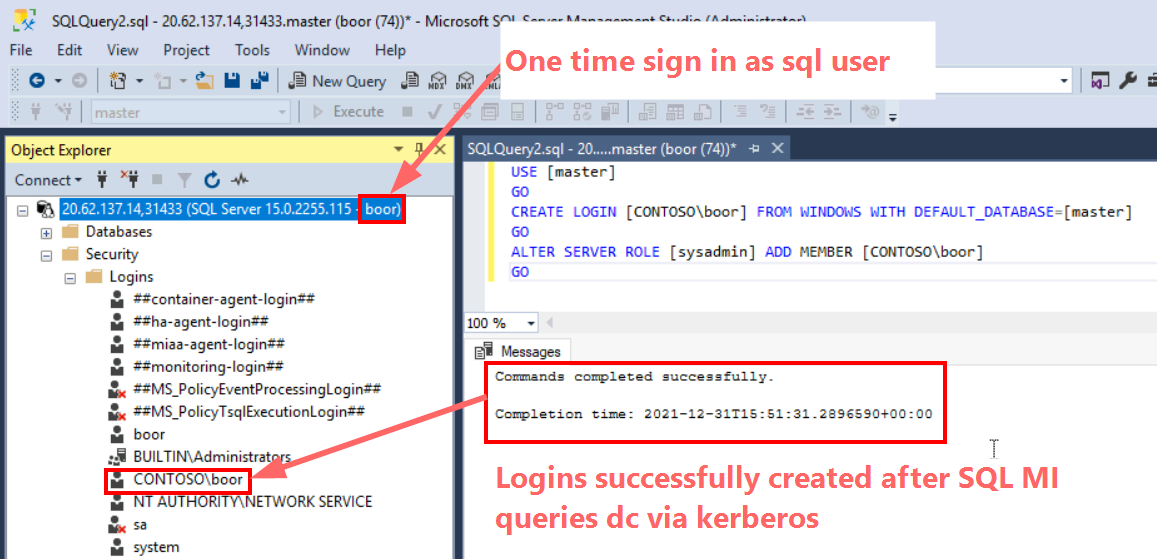 SQLQuery2.sql - 20.62.137.14,31433.master (boor (74))* - Microsoft SQL Server Management Studio (Administrator)
File Edit View Project Tools Window Help
One time sign in as sql user
New Query
master
Execute
Object Explorer
SQLQuery2.sql - 20.....master (boor (74))*
Connect
20.62.137.14,31433 (SQL Server 15.0.2255.115 - boor)
Databases
Security
Logins
##container-agent-login##
##ha-agent-login##
##miaa-agent-login##
##monitoring-login##
##MS_PolicyEventProcessingLogin##
##MS_PolicyTsqlExecutionLogin##
boor
BUILTIN\Administrators
CONTOSO\boor
NT AUTHORITY\NETWORK SERVICE
sa
system
USE [master]
GO
CREATE LOGIN [CONTOSO\boor] FROM WINDOWS WITH DEFAULT_DATABASE=[master]
GO
ALTER SERVER ROLE [sysadmin] ADD MEMBER [CONTOSO\boor]
GO
100 %
Messages
Commands completed successfully.
Completion time: 2021-12-31T15:51:31.2896590+00:00
Logins successfully created after SQL MI
queries dc via kerberos